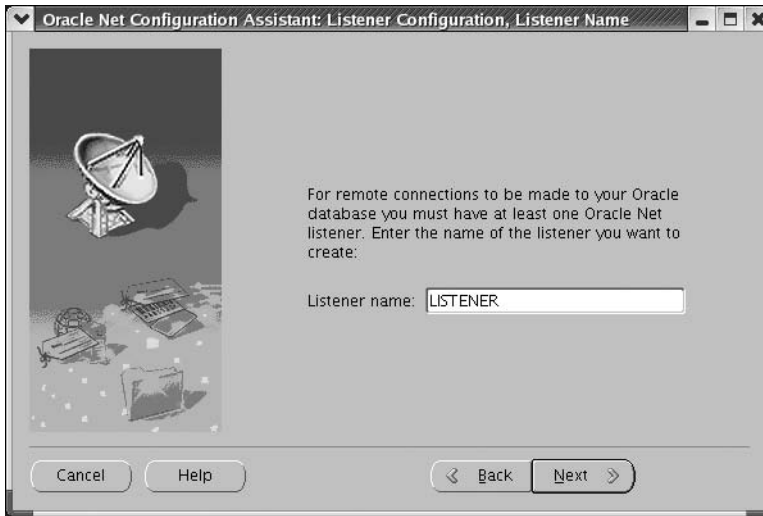 Oracle Net Configuration Assistant: Listener Configuration, Listener Name
For remote connections to be made to your Oracle
database you must have at least one Oracle Net
listener. Enter the name of the listener you want to
create:
Listener name: LISTENER
Cancel Help Back Next